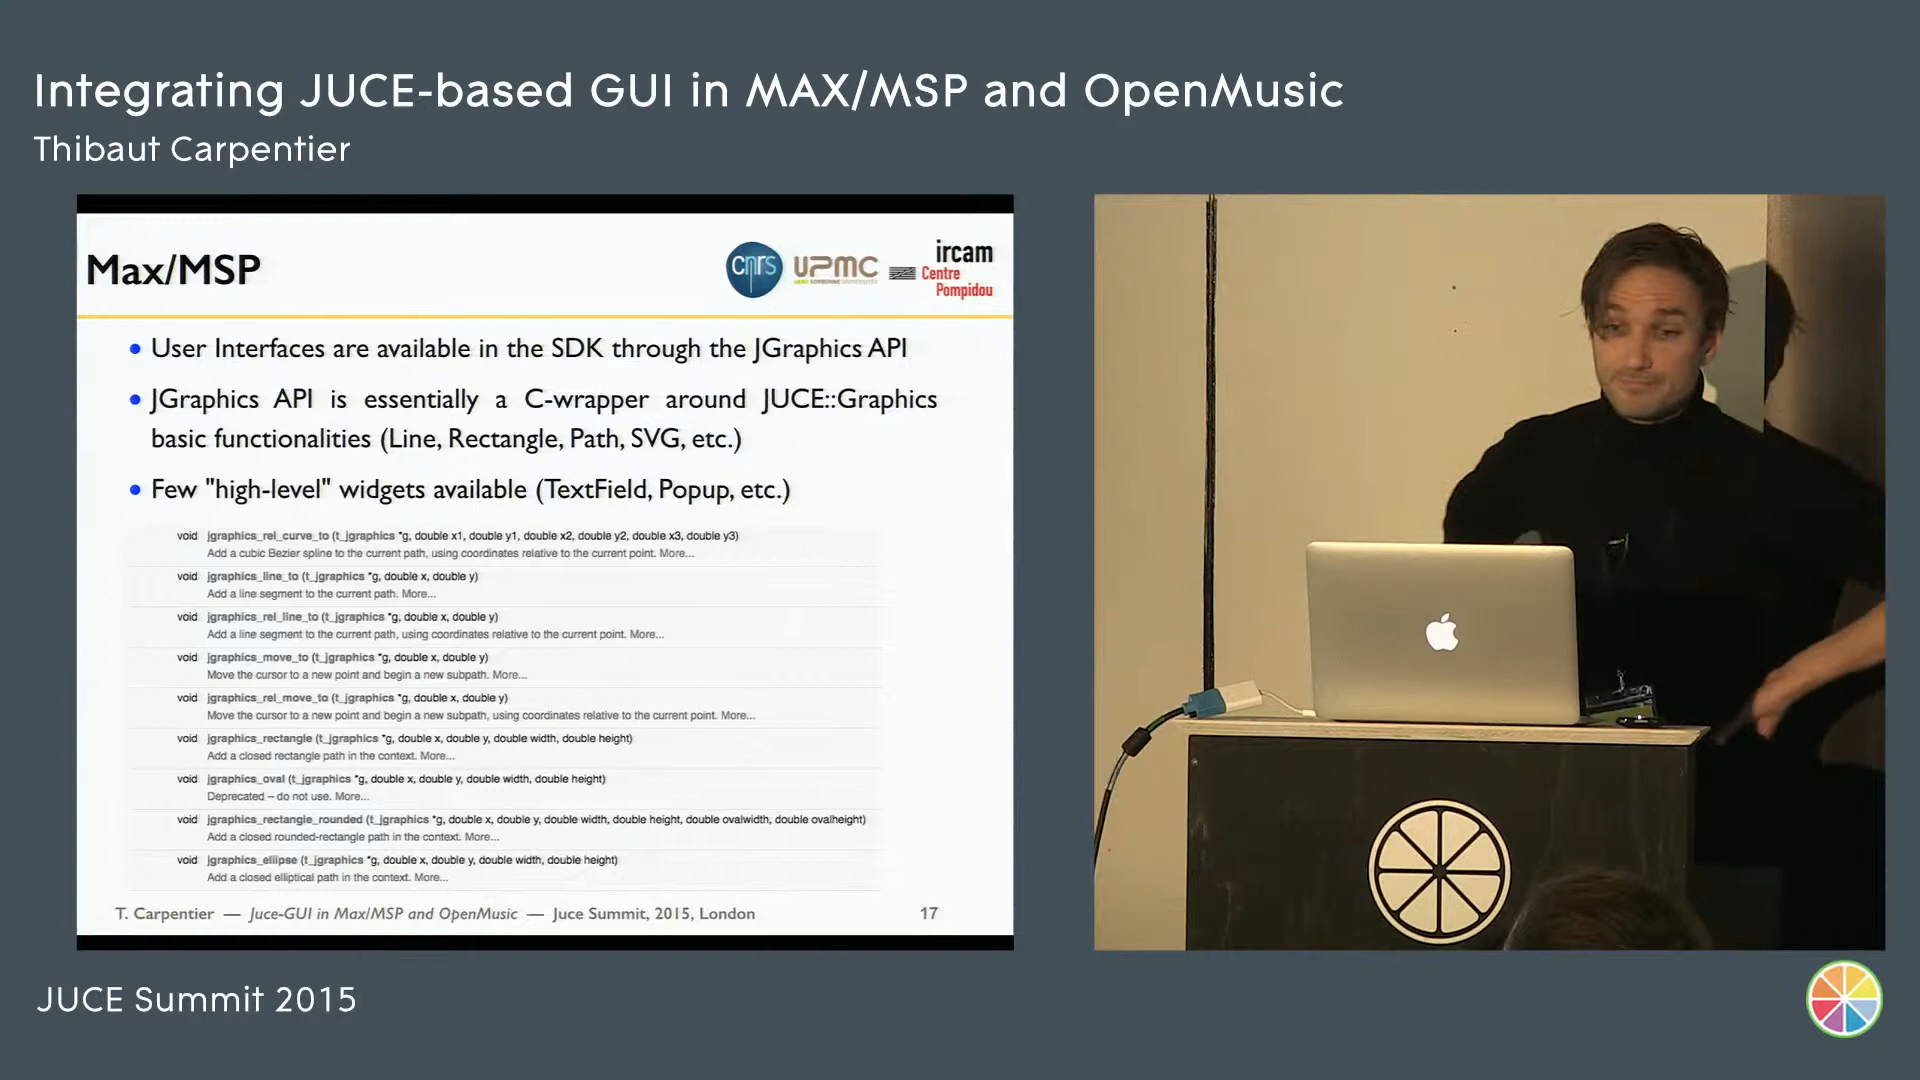 Integrating JUCE-based GUI in MAX/MSP and OpenMusic
Thibaut Carpentier
Max/MSP
cnrs
UPMC
SORBONNE UNIVERSITÉS
ircam
Centre
Pompidou
• User Interfaces are available in the SDK through the JGraphics API
• JGraphics API is essentially a C-wrapper around JUCE::Graphics
basic functionalities (Line, Rectangle, Path, SVG, etc.)
• Few "high-level" widgets available (TextField, Popup, etc.)
void jgraphics_rel_curve_to (t_jgraphics *g, double x1, double y1, double x2, double y2, double x3, double y3)
Add a cubic Bezier spline to the current path, using coordinates relative to the current point. More...
void jgraphics_line_to (t_jgraphics *g, double x, double y)
Add a line segment to the current path. More...
void jgraphics_rel_line_to (t_jgraphics *g, double x, double y)
Add a line segment to the current path, using coordinates relative to the current point. More...
void jgraphics_move_to (t_jgraphics *g, double x, double y)
Move the cursor to a new point and begin a new subpath. More...
void jgraphics_rel_move_to (t_jgraphics *g, double x, double y)
Move the cursor to a new point and begin a new subpath, using coordinates relative to the current point. More...
void jgraphics_rectangle (t_jgraphics *g, double x, double y, double width, double height)
Add a closed rectangle path in the context. More...
void jgraphics_oval (t_jgraphics *g, double x, double y, double width, double height)
Deprecated – do not use. More...
void jgraphics_rectangle_rounded (t_jgraphics *g, double x, double y, double width, double height, double ovalwidth, double ovalheight)
Add a closed rounded-rectangle path in the context. More...
void jgraphics_ellipse (t_jgraphics *g, double x, double y, double width, double height)
Add a closed elliptical path in the context. More...
T. Carpentier — Juce-GUI in Max/MSP and OpenMusic — Juce Summit, 2015, London 17
JUCE Summit 2015